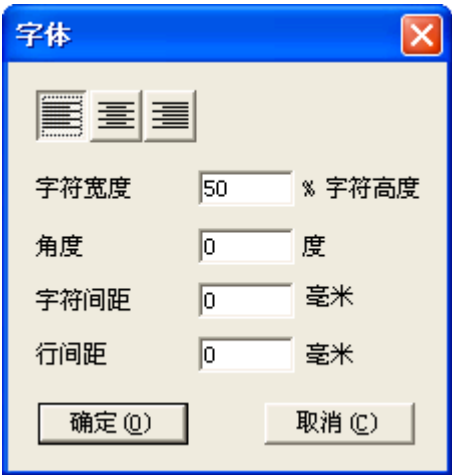 字体
字符宽度 50 % 字符高度
角度 0 度
字符间距 0 毫米
行间距 0 毫米
确定(O) 取消(C)